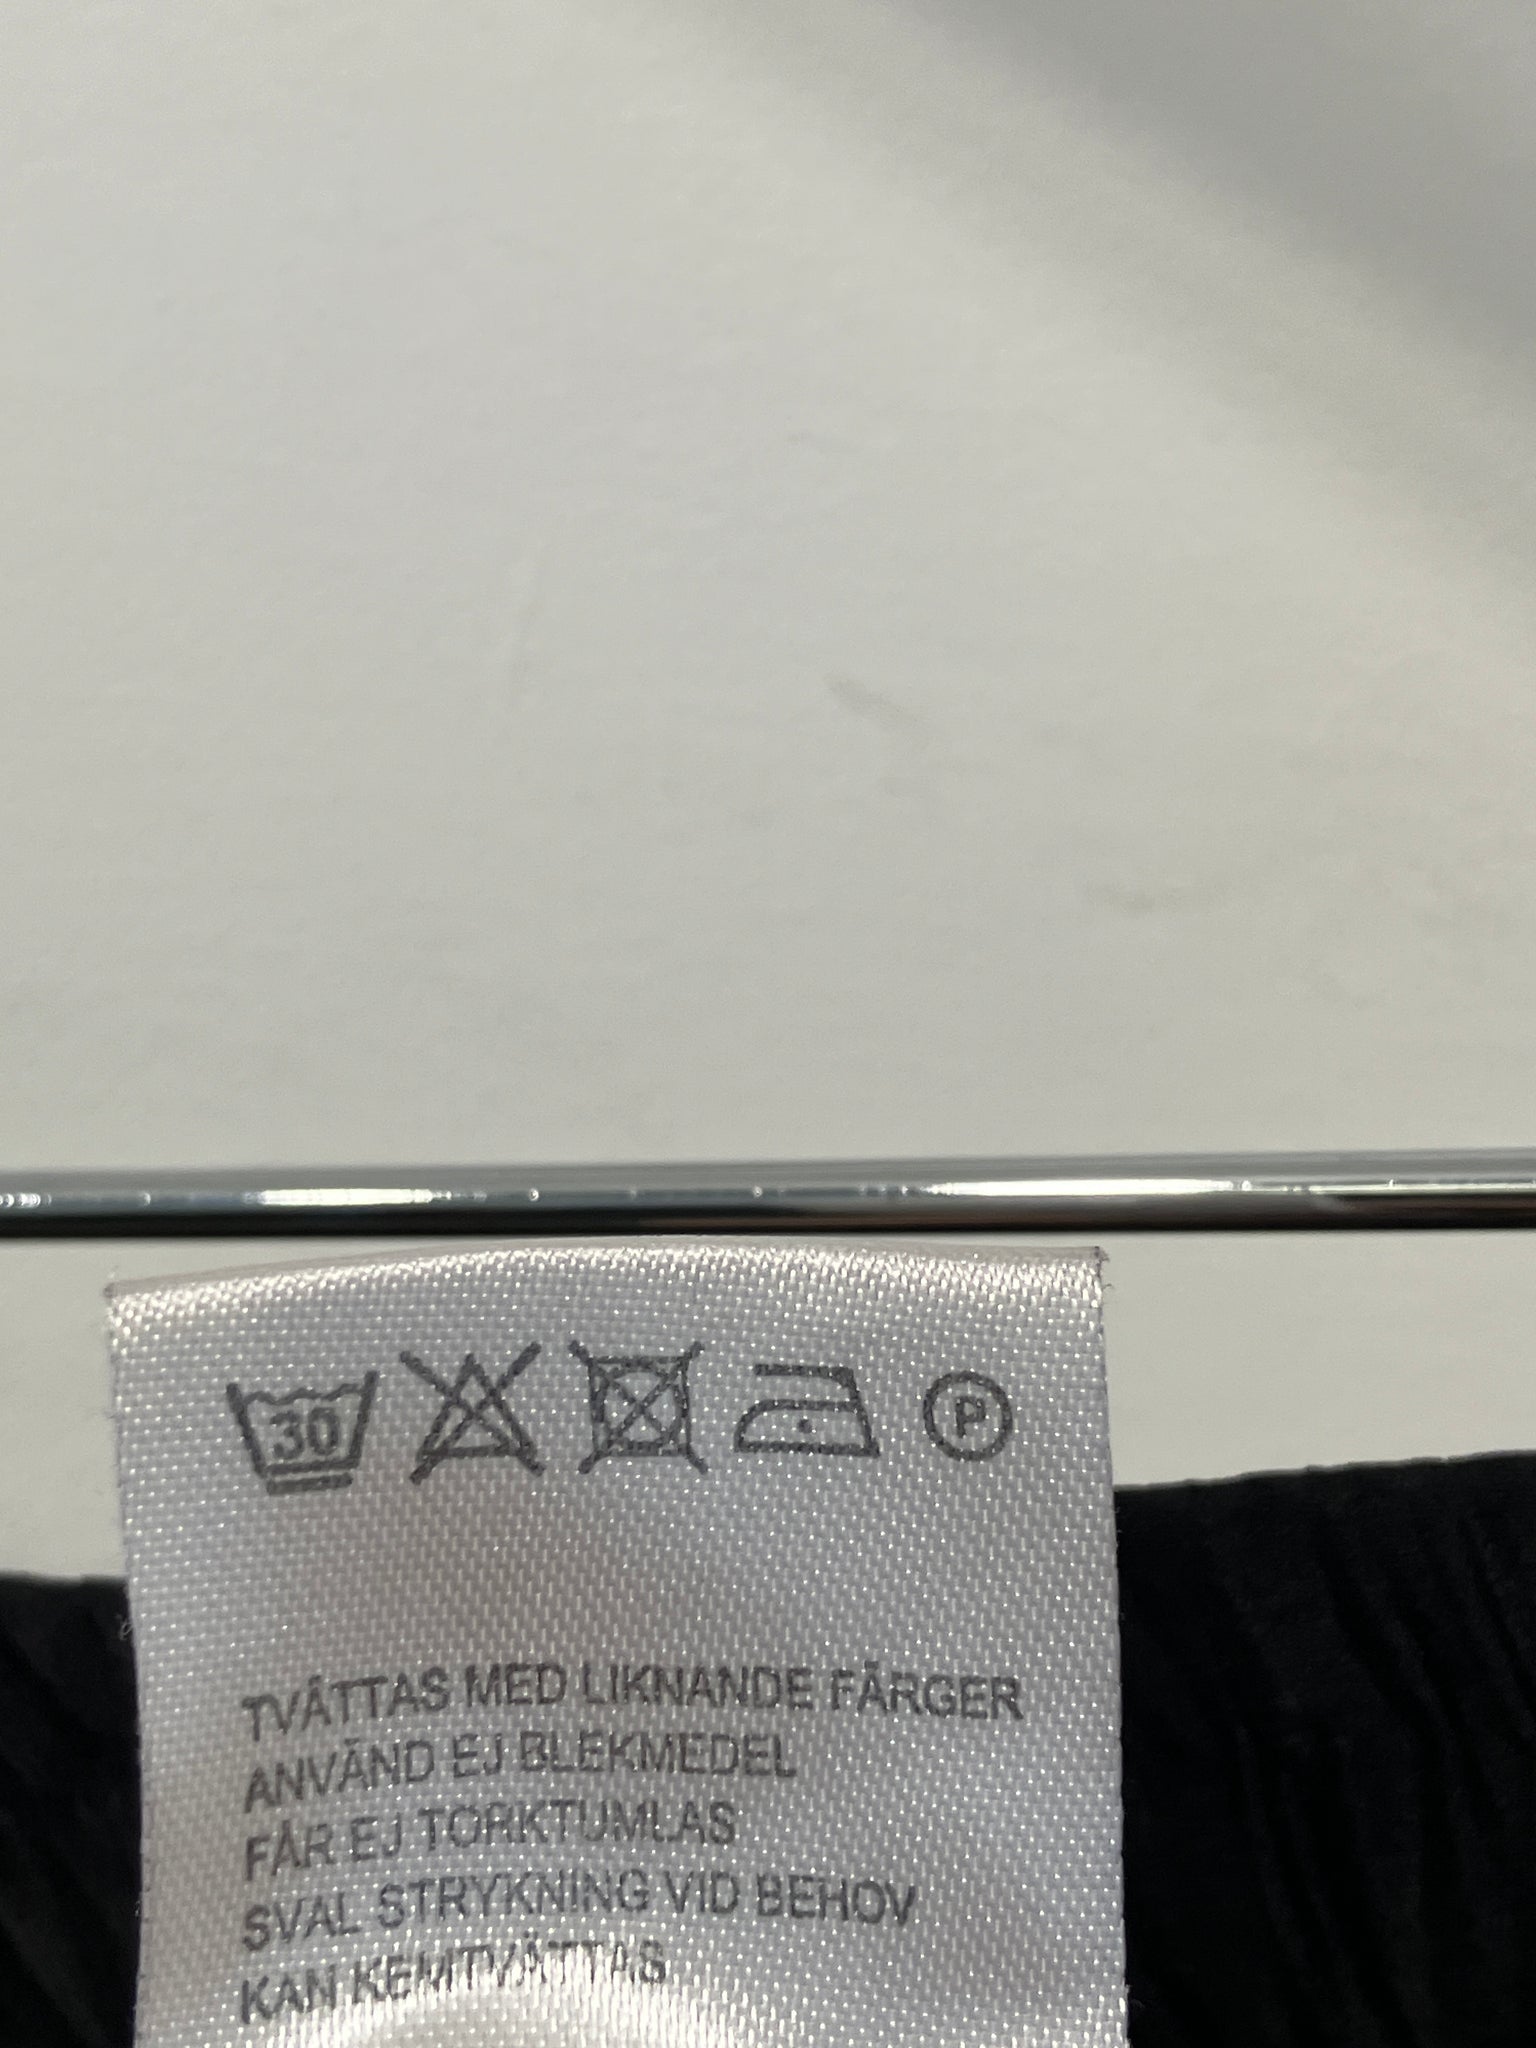 30 P
TVÄTTAS MED LIKNANDE FÄRGER
ANVÄND EJ BLEKMEDEL
FÅR EJ TORKTUMLAS
SVAL STRYKNING VID BEHOV
KAN KEMTVÄTTAS